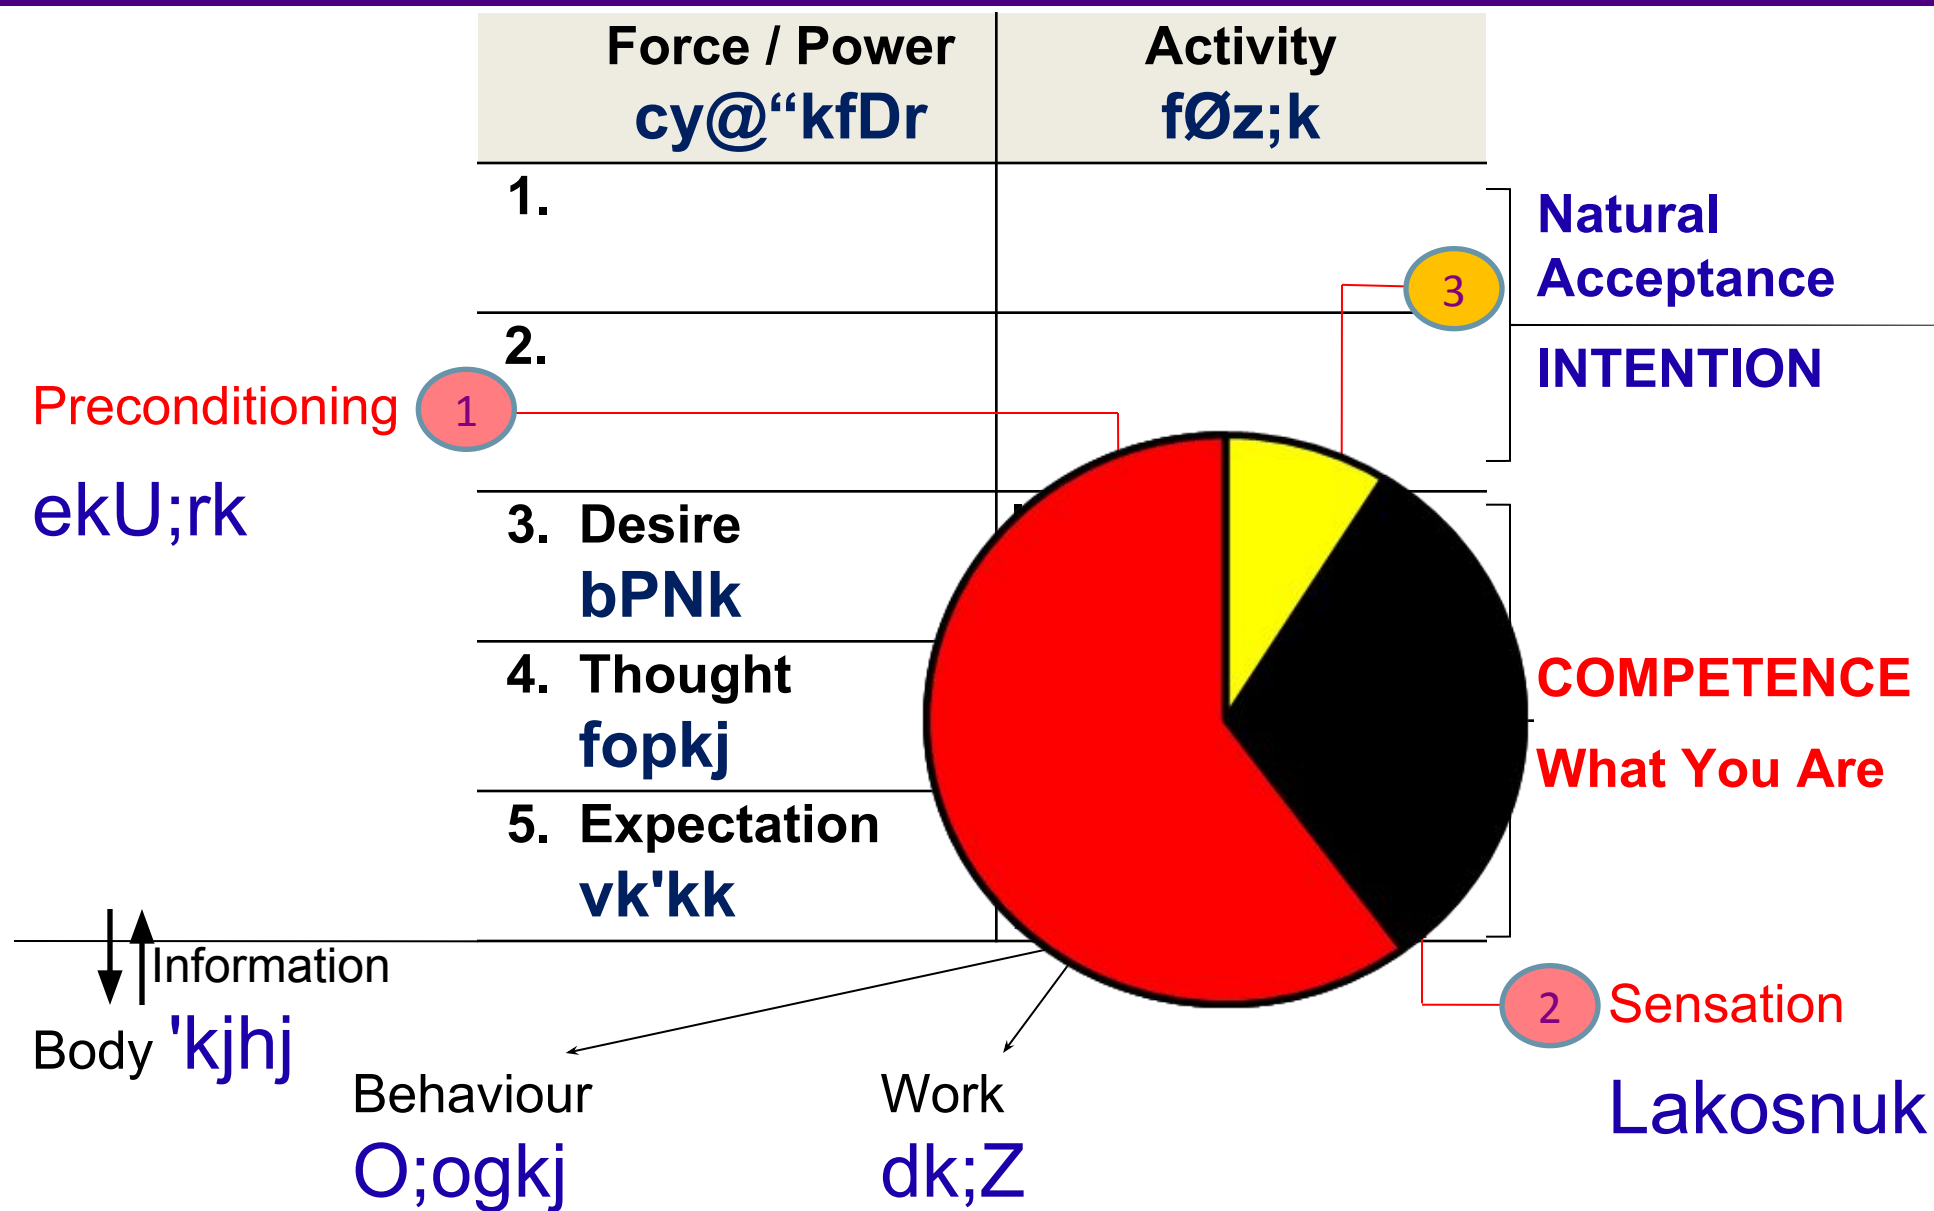 Force / Power
cy@“kfDr
Activity
fØz;k
1.
2.
3. Desire
bPNk
4. Thought
fopkj
5. Expectation
vk'kk
Natural
Acceptance
3
INTENTION
Preconditioning 1
ekU;rk
COMPETENCE
What You Are
Information
Body 'kjhj
2 Sensation
Lakosnuk
Behaviour
O;ogkj
Work
dk;Z